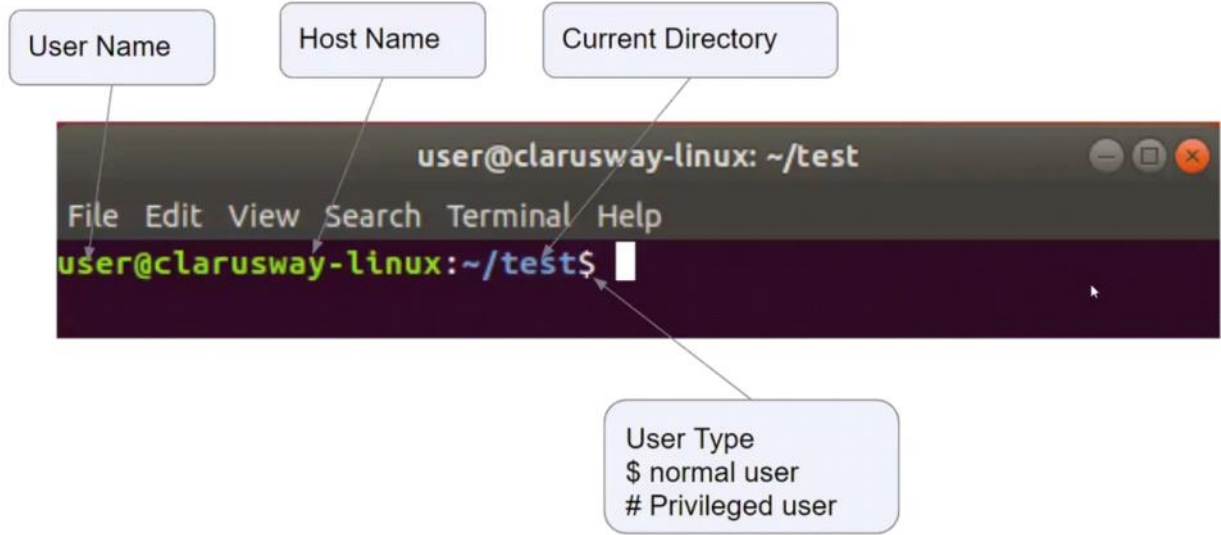 User Name
Host Name
Current Directory
user@clarusway-linux: ~/test
File Edit View Search Terminal Help
user@clarusway-linux:~/test$
User Type
$ normal user
# Privileged user